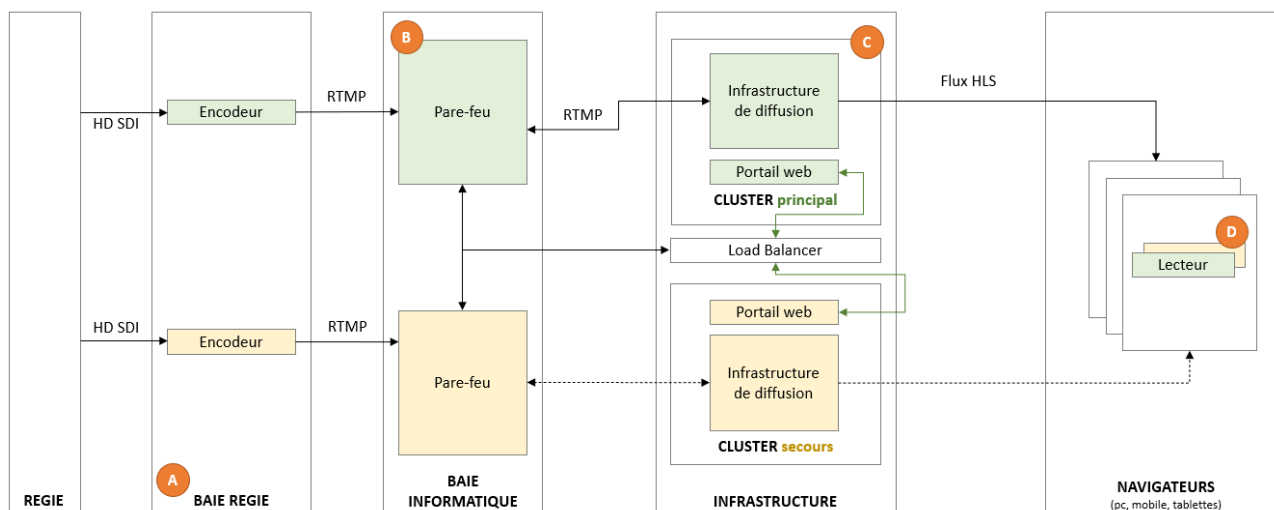 B
C
Infrastructure
de diffusion
Flux HLS
RTMP
Encodeur
Pare-feu
RTMP
HD SDI
Portail web
CLUSTER principal
D
Load Balancer
Lecteur
Portail web
HD SDI
RTMP
Encodeur
Pare-feu
Infrastructure
de diffusion
CLUSTER secours
A
REGIE
BAIE REGIE
BAIE
INFORMATIQUE
INFRASTRUCTURE
NAVIGATEURS
(pc, mobile, tablettes)